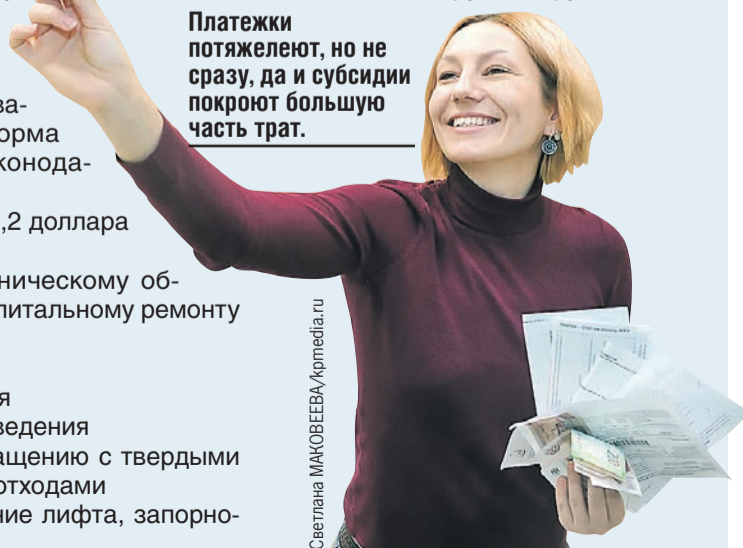 Платежки
потяжелеют, но не
сразу, да и субсидии
покроют большую
часть трат.
ва-
орма
конода-
,2 доллара
ническому об-
питальному ремонту
я
ведения
ащению с твердыми
отходами
ние лифта, запорно-
Светлана МАКОВЕЕВА/kpmedia.ru